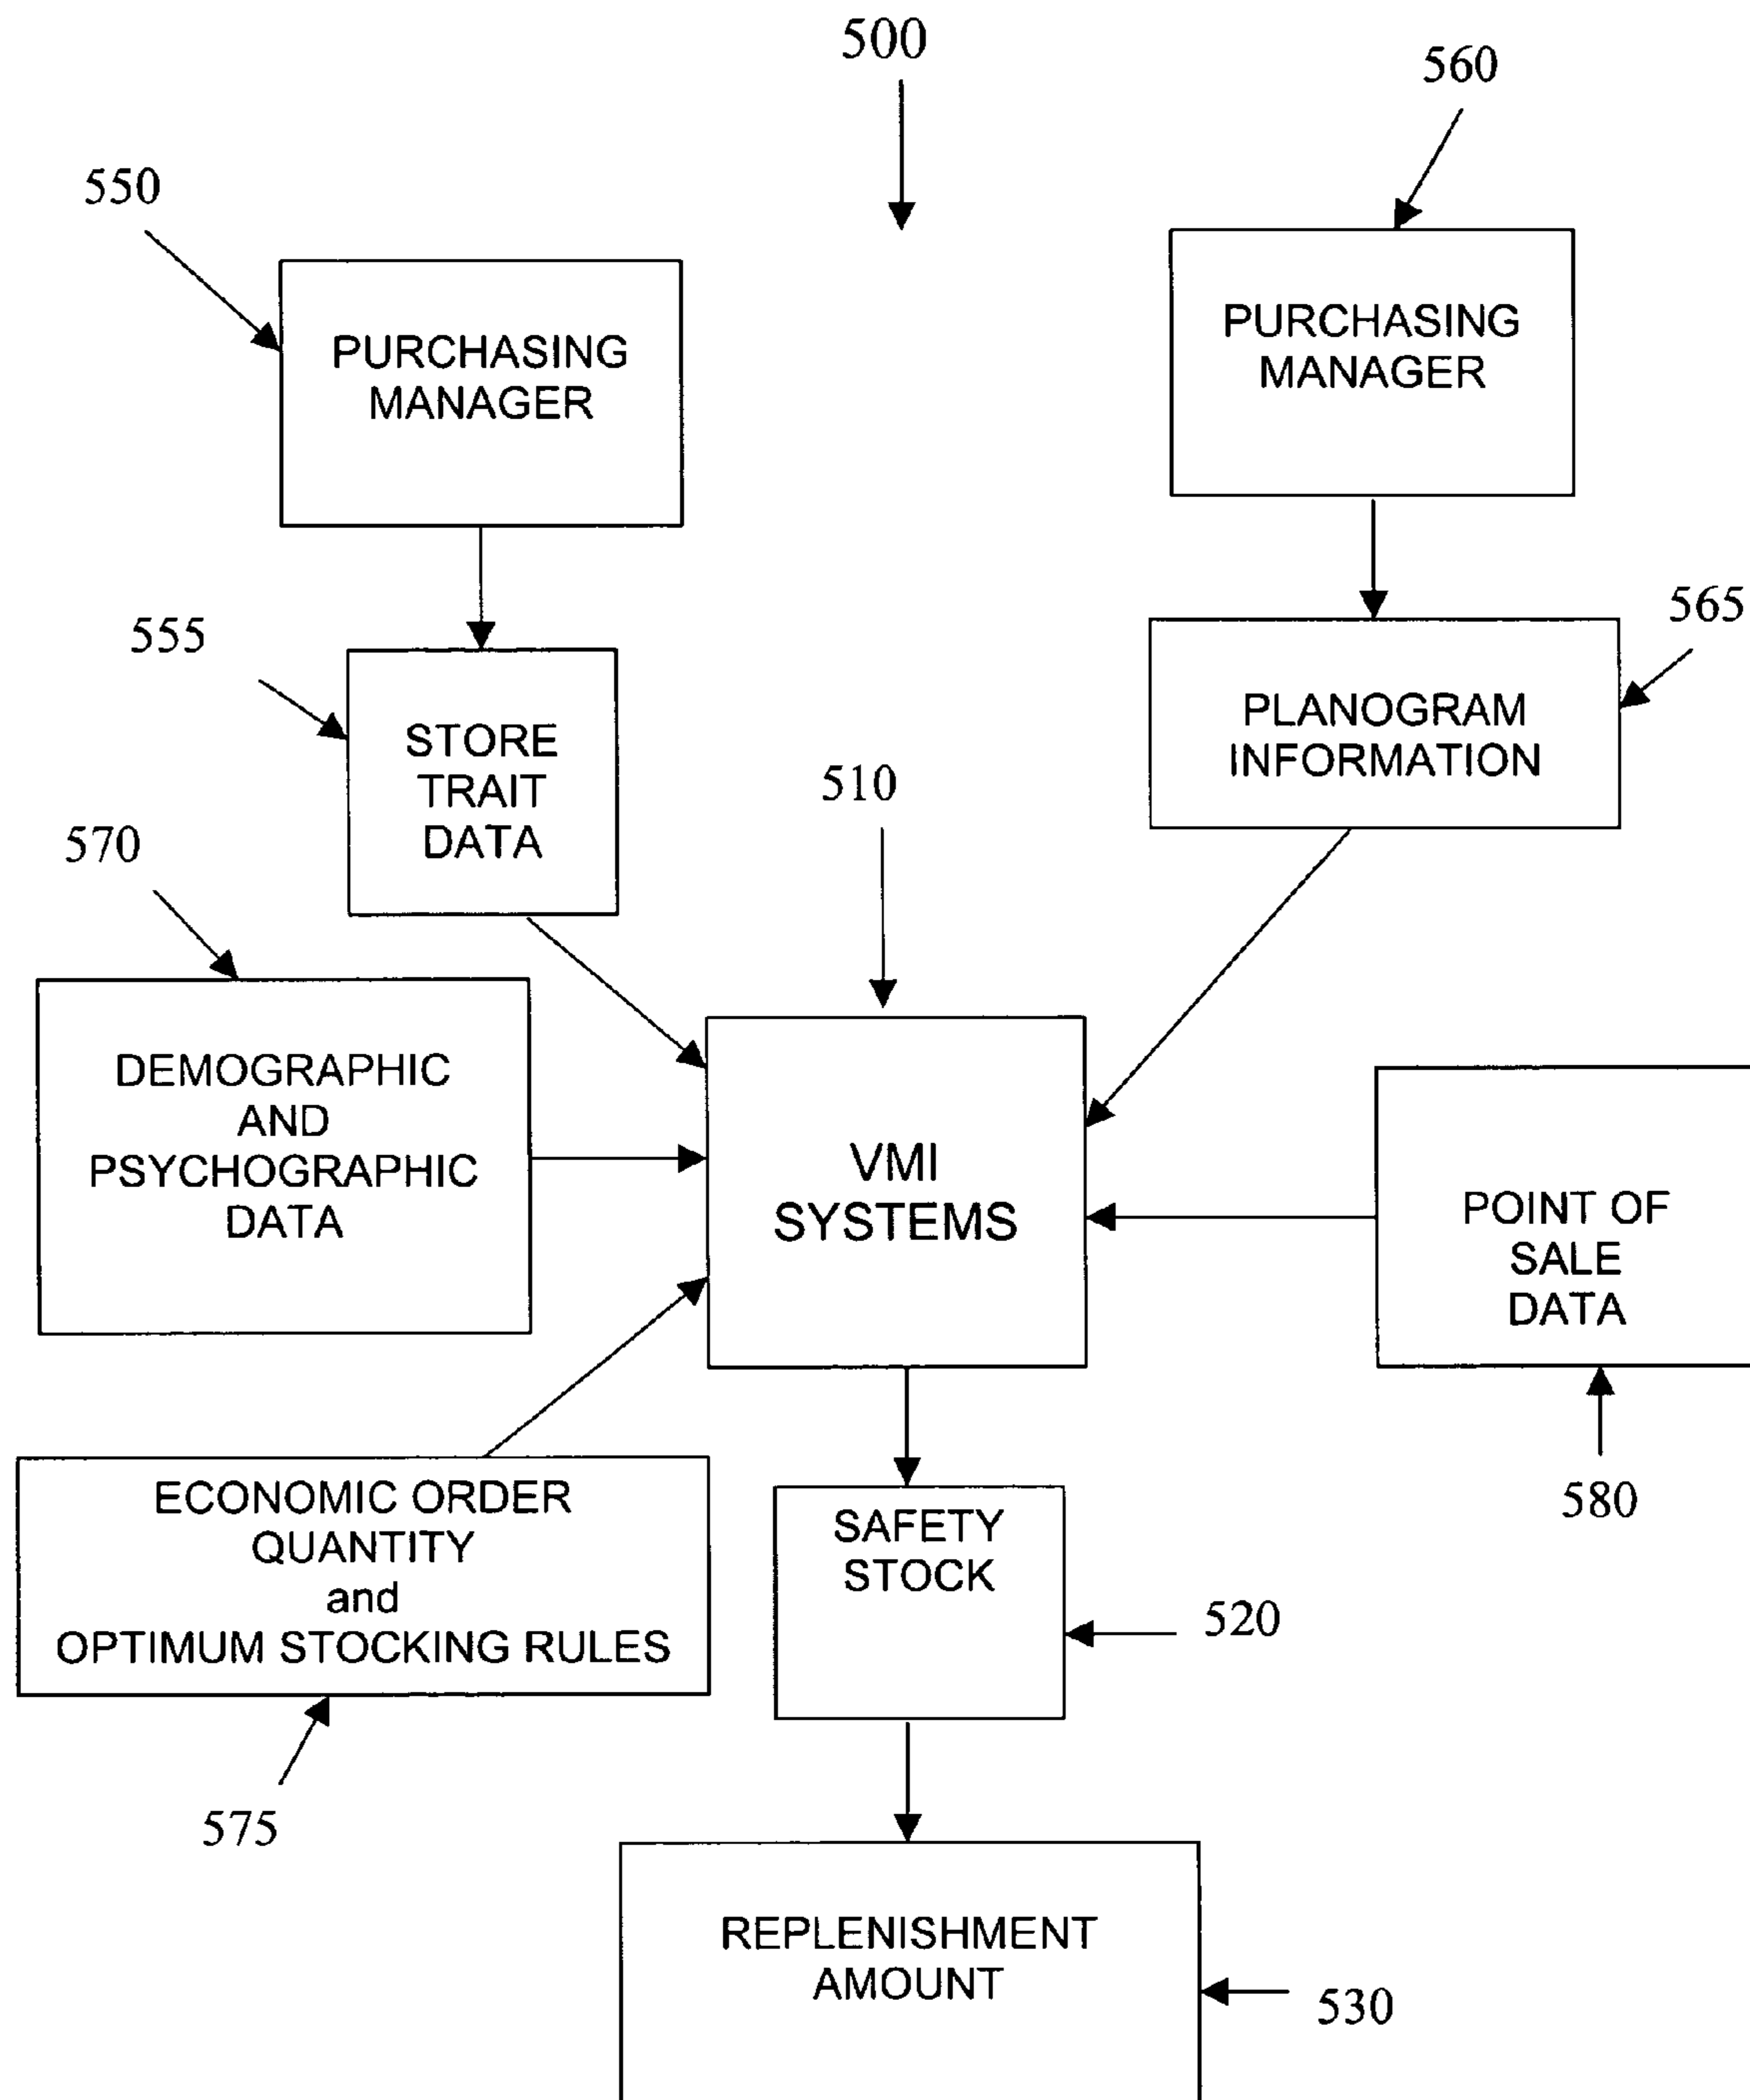 500
560
550
PURCHASING
MANAGER
PURCHASING
MANAGER
555
565
STORE
TRAIT
DATA
PLANOGRAM
INFORMATION
510
570
DEMOGRAPHIC
AND
PSYCHOGRAPHIC
DATA
VMI
SYSTEMS
POINT OF
SALE
DATA
580
ECONOMIC ORDER
QUANTITY
and
OPTIMUM STOCKING RULES
SAFETY
STOCK
520
575
REPLENISHMENT
AMOUNT
530